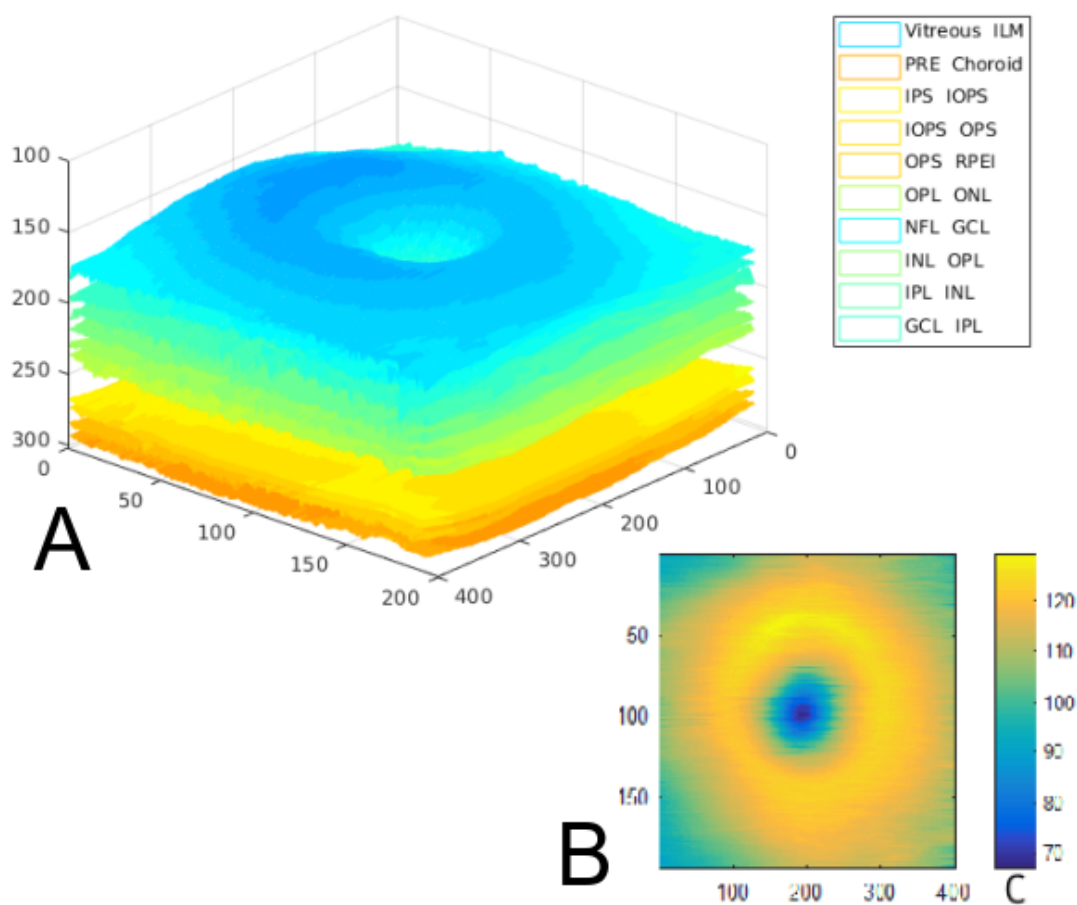 Vitreous ILM
PRE Choroid
IPS IOPS
IOPS OPS
OPS RPEI
OPL ONL
NFL GCL
INL OPL
IPL INL
GCL IPL
100
150
200
250
300
0
50
100
150
200
0
100
200
300
400
A
50
100
150
100
200
300
400
B
120
110
100
90
80
70
C